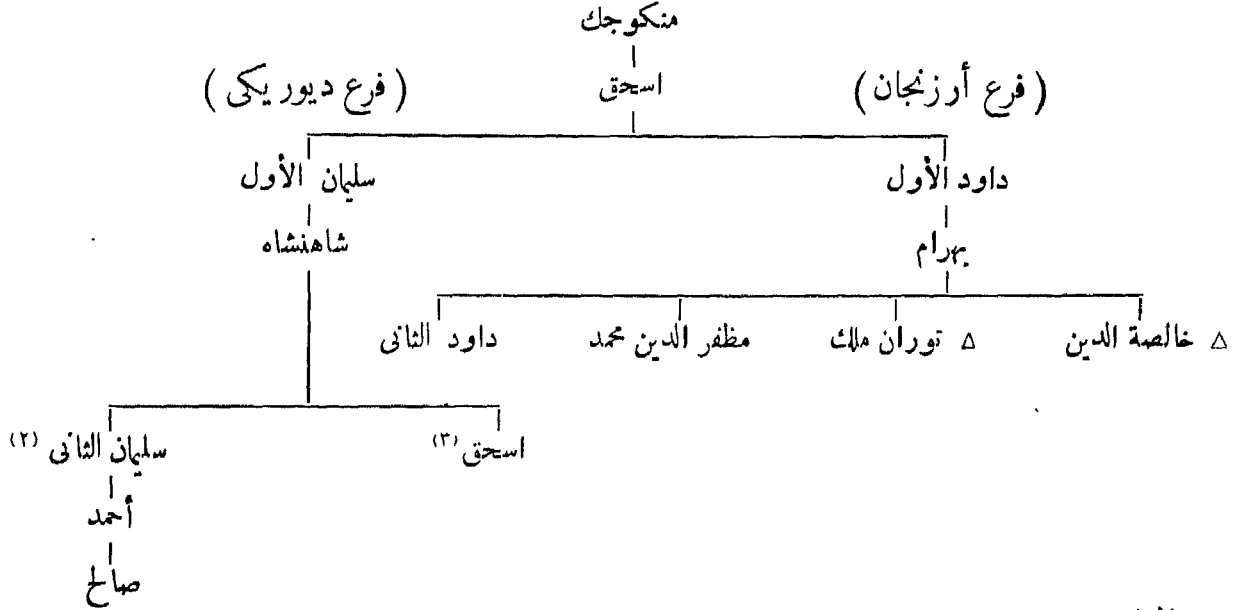 منكوجك
(فرع أرزنجان) اسحق (فرع ديوريكى)
داود الأول سليمان الأول
بهرام شاهنشاه
△ خالصة الدين △ توران ملك مظفر الدين محمد داود الثانى
اسحق (٣) سليمان الثانى (٢)
أحمد
صالح